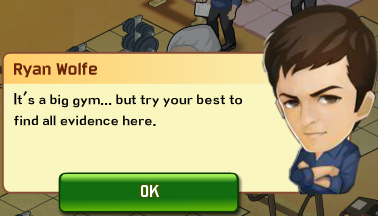 Ryan Wolfe
It's a big gym... but try your best to
find all evidence here.
OK